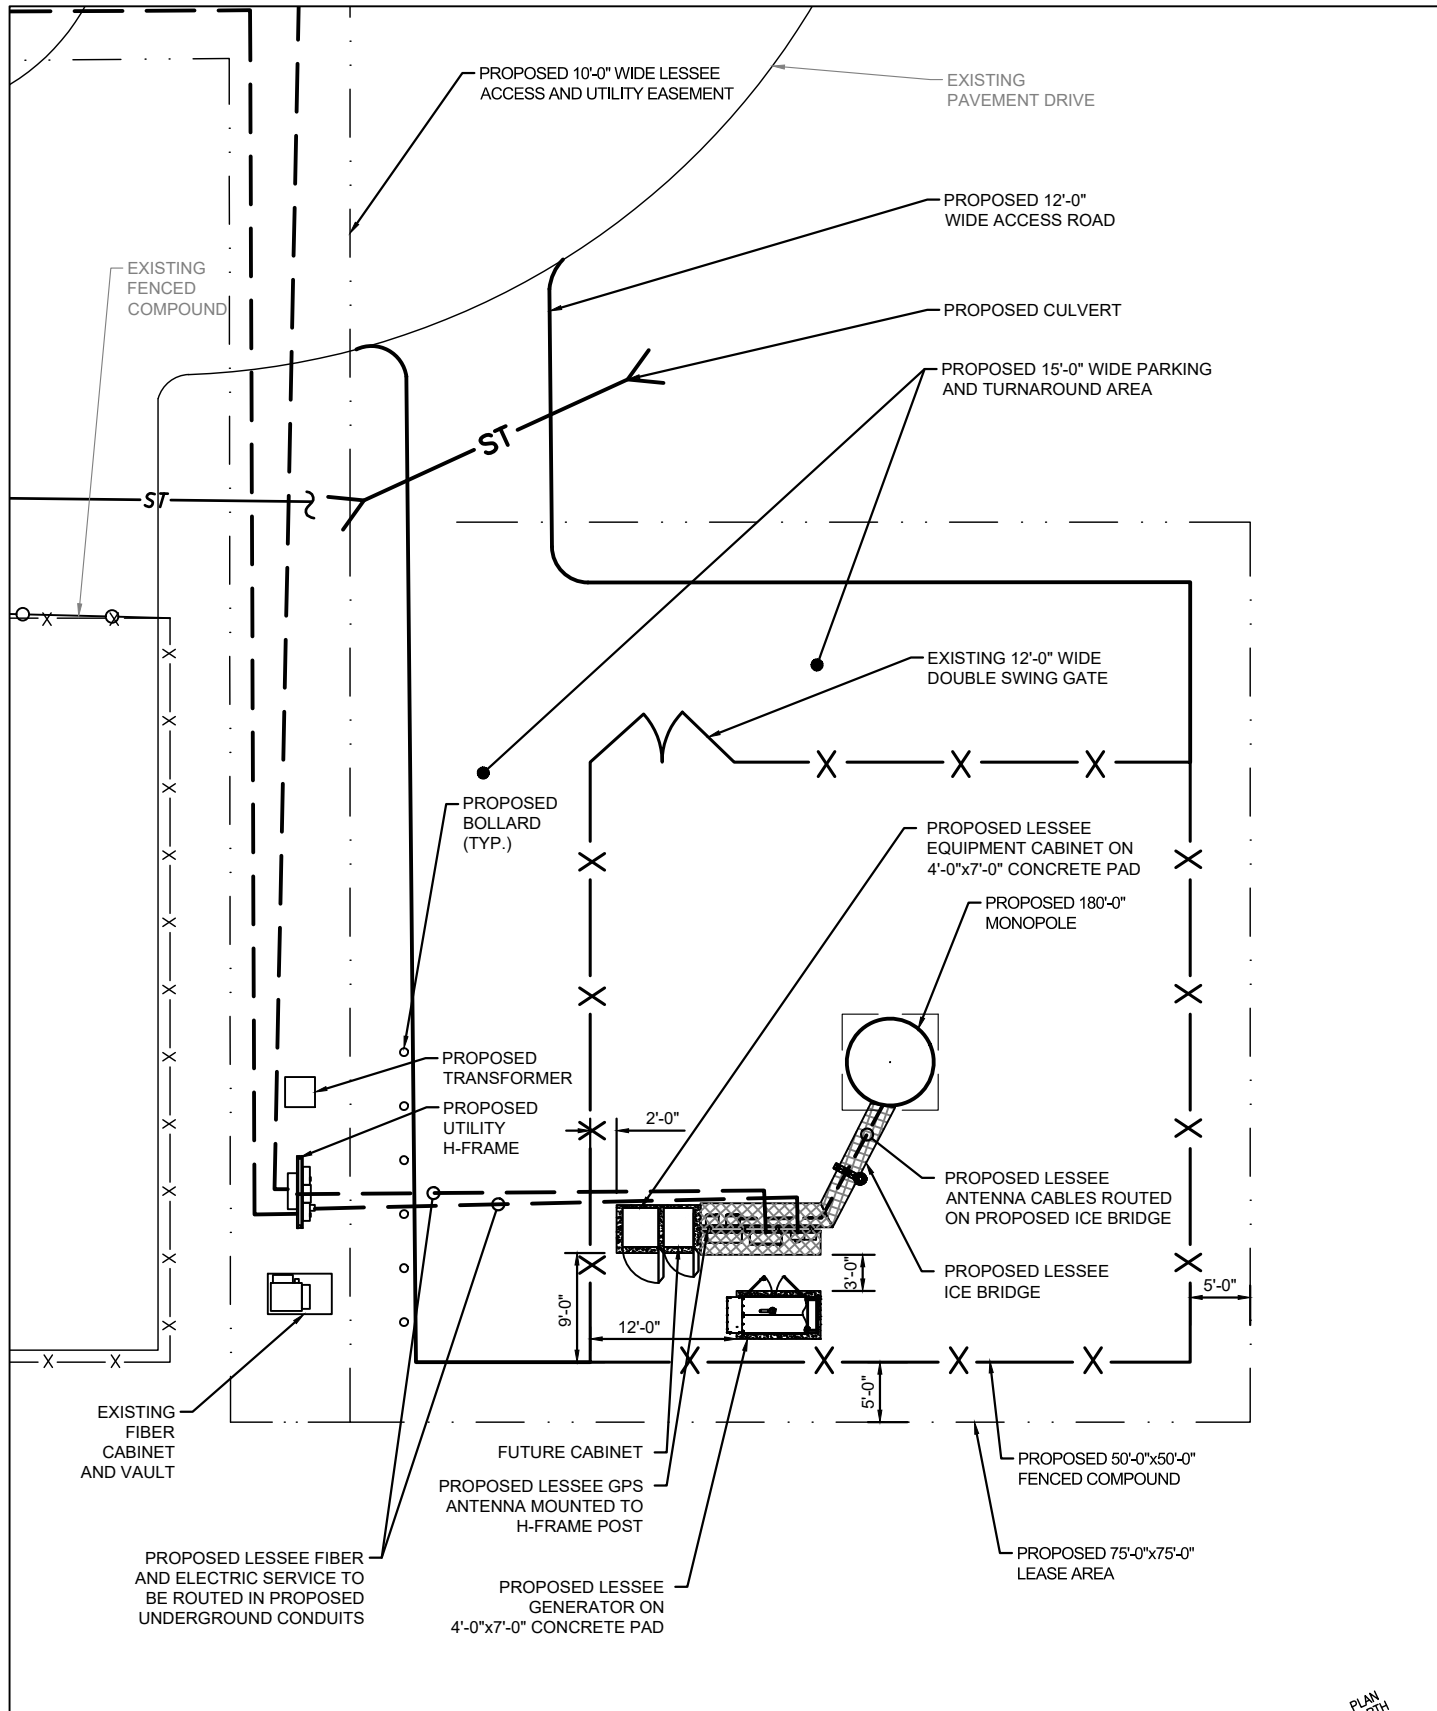 PROPOSED 10'-0" WIDE LESSEE
ACCESS AND UTILITY EASEMENT
EXISTING
PAVEMENT DRIVE
PROPOSED 12'-0"
WIDE ACCESS ROAD
EXISTING
FENCED
COMPOUND
PROPOSED CULVERT
PROPOSED 15'-0" WIDE PARKING
AND TURNAROUND AREA
ST
ST
EXISTING 12'-0" WIDE
DOUBLE SWING GATE
PROPOSED
BOLLARD
(TYP.)
PROPOSED LESSEE
EQUIPMENT CABINET ON
4'-0"x7'-0" CONCRETE PAD
PROPOSED 180'-0"
MONOPOLE
PROPOSED
TRANSFORMER
PROPOSED
UTILITY
H-FRAME
2'-0"
PROPOSED LESSEE
ANTENNA CABLES ROUTED
ON PROPOSED ICE BRIDGE
PROPOSED LESSEE
ICE BRIDGE
3'-0"
5'-0"
9'-0"
12'-0"
5'-0"
EXISTING
FIBER
CABINET
AND VAULT
FUTURE CABINET
PROPOSED LESSEE GPS
ANTENNA MOUNTED TO
H-FRAME POST
PROPOSED 50'-0"x50'-0"
FENCED COMPOUND
PROPOSED LESSEE FIBER
AND ELECTRIC SERVICE TO
BE ROUTED IN PROPOSED
UNDERGROUND CONDUITS
PROPOSED LESSEE
GENERATOR ON
4'-0"x7'-0" CONCRETE PAD
PROPOSED 75'-0"x75'-0"
LEASE AREA
PLAN